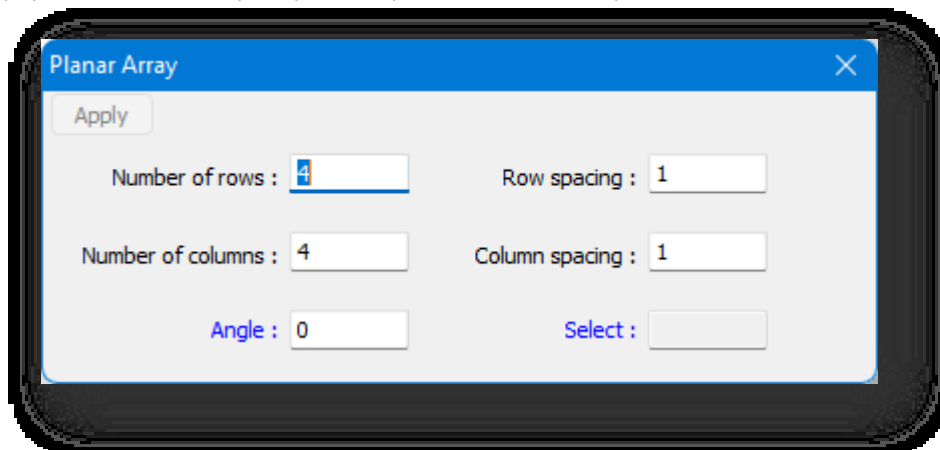 Planar Array
Apply
Number of rows : 4 Row spacing : 1
Number of columns : 4 Column spacing : 1
Angle : 0 Select :